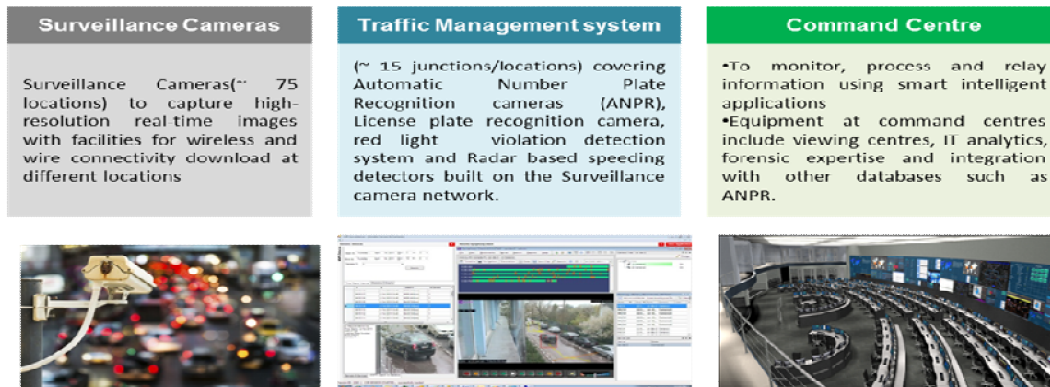 Surveillance Cameras
Surveillance Cameras(~ 75
locations) to capture high-
resolution real-time images
with facilities for wireless and
wire connectivity download at
different locations
Traffic Management system
(~ 15 junctions/locations) covering
Automatic Number Plate
Recognition cameras (ANPR),
License plate recognition camera,
red light violation detection
system and Radar based speeding
detectors built on the Surveillance
camera network.
Command Centre
•To monitor, process and relay
information using smart intelligent
applications
•Equipment at command centres
include viewing centres, IT analytics,
forensic expertise and integration
with other databases such as
ANPR.